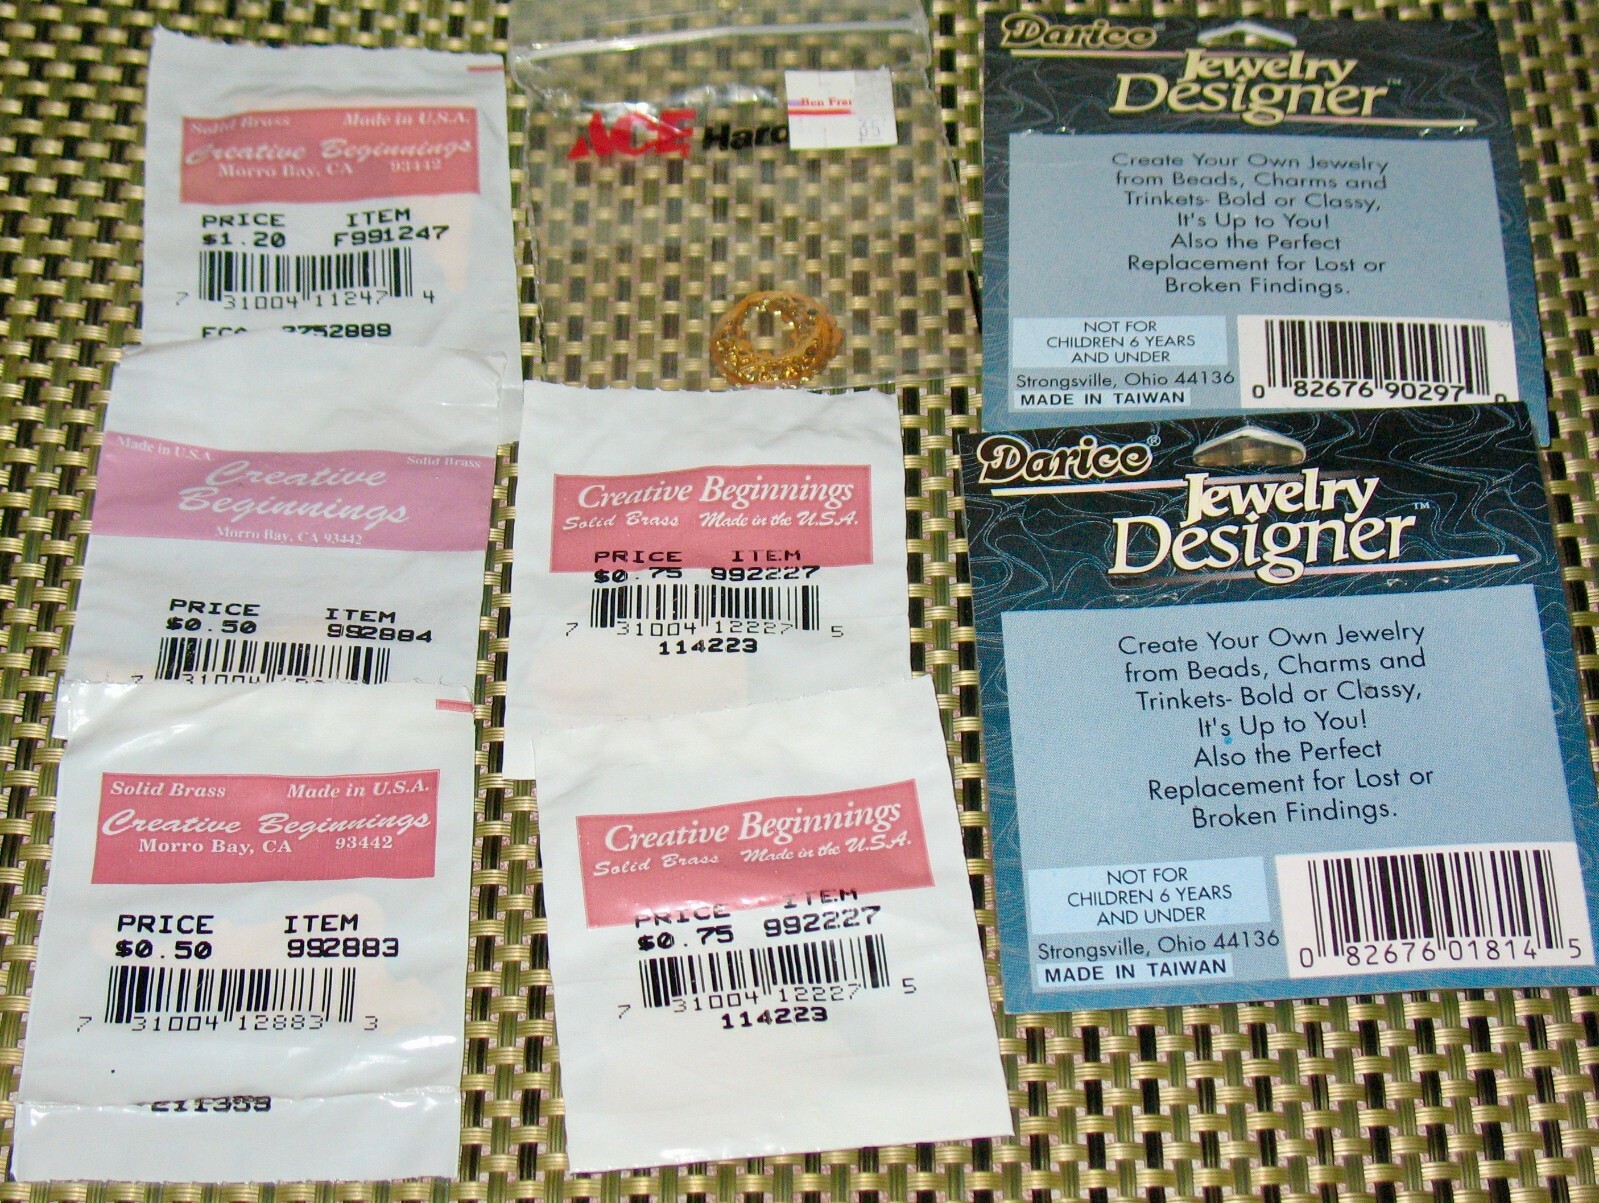 Solid Brass Made in U.S.A.
Creative Beginnings
Morro Bay, CA 93442
PRICE ITEM
$1.20 F991247
7 31004 11247 4
2752889
Made in U.S.A
Solid Brass
Creative
Beginnings
Morro Bay, CA 93442
PRICE ITEM
$0.50 992884
7 31004
Solid Brass Made in U.S.A.
Creative Beginnings
Morro Bay, CA 93442
PRICE ITEM
$0.50 992883
7 31004 12883 3
211359
ACE Hard
Ben Fra
Creative Beginnings
Solid Brass Made in the U.S.A.
PRICE ITEM
$0.75 992227
7 31004 12227 5
114223
Creative Beginnings
Solid Brass Made in the U.S.A.
PRICE ITEM
$0.75 992227
7 31004 12227 5
114223
Darice
Jewelry
Designer™
Create Your Own Jewelry
from Beads, Charms and
Trinkets- Bold or Classy,
It's Up to You!
Also the Perfect
Replacement for Lost or
Broken Findings.
NOT FOR
CHILDREN 6 YEARS
AND UNDER
Strongsville, Ohio 44136
MADE IN TAIWAN
0 82676 90297
Darice®
Jewelry
Designer™
Create Your Own Jewelry
from Beads, Charms and
Trinkets- Bold or Classy,
It's Up to You!
Also the Perfect
Replacement for Lost or
Broken Findings.
NOT FOR
CHILDREN 6 YEARS
AND UNDER
Strongsville, Ohio 44136
MADE IN TAIWAN
0 82676 01814 5